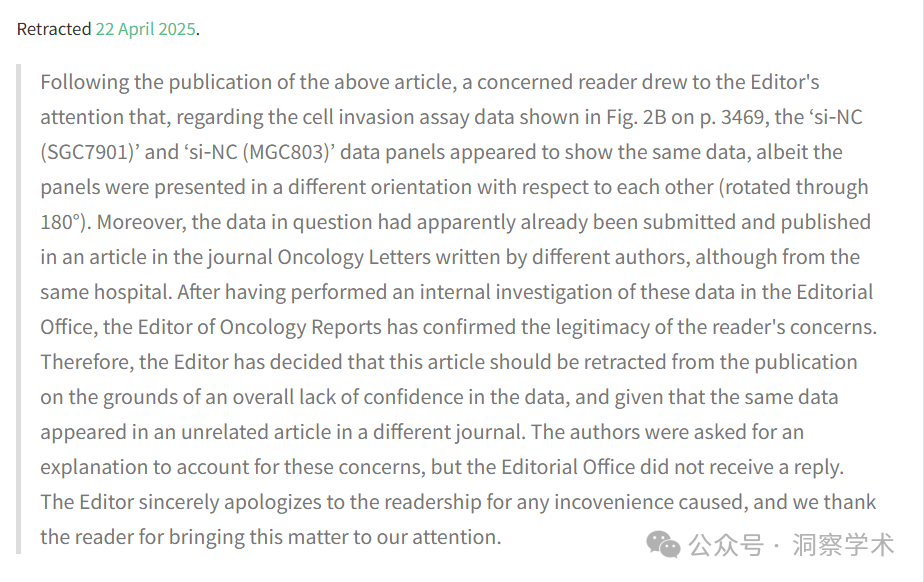 Retracted 22 April 2025.
Following the publication of the above article, a concerned reader drew to the Editor's
attention that, regarding the cell invasion assay data shown in Fig. 2B on p. 3469, the ‘si-NC
(SGC7901)’ and ‘si-NC (MGC803)’ data panels appeared to show the same data, albeit the
panels were presented in a different orientation with respect to each other (rotated through
180°). Moreover, the data in question had apparently already been submitted and published
in an article in the journal Oncology Letters written by different authors, although from the
same hospital. After having performed an internal investigation of these data in the Editorial
Office, the Editor of Oncology Reports has confirmed the legitimacy of the reader's concerns.
Therefore, the Editor has decided that this article should be retracted from the publication
on the grounds of an overall lack of confidence in the data, and given that the same data
appeared in an unrelated article in a different journal. The authors were asked for an
explanation to account for these concerns, but the Editorial Office did not receive a reply.
The Editor sincerely apologizes to the readership for any incovenience caused, and we thank
the reader for bringing this matter to our attention.
公众号 · 洞察学术